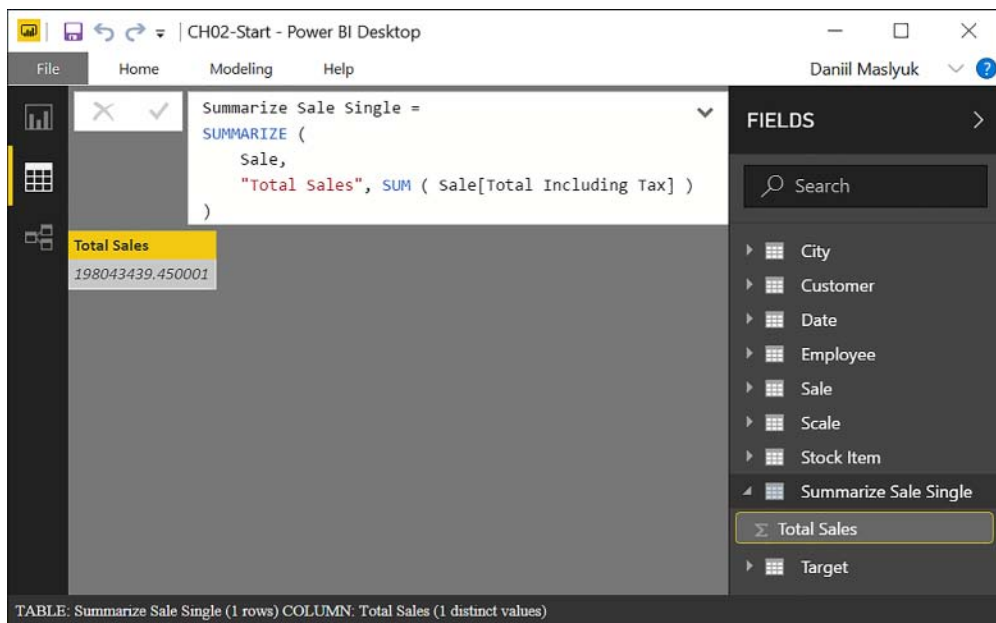 CH02-Start - Power BI Desktop
File Home Modeling Help Daniil Maslyuk ?
Summarize Sale Single =
SUMMARIZE (
Sale,
"Total Sales", SUM ( Sale[Total Including Tax] )
)
Total Sales
198043439.450001
FIELDS
Search
City
Customer
Date
Employee
Sale
Scale
Stock Item
Summarize Sale Single
Σ Total Sales
Target
TABLE: Summarize Sale Single (1 rows) COLUMN: Total Sales (1 distinct values)